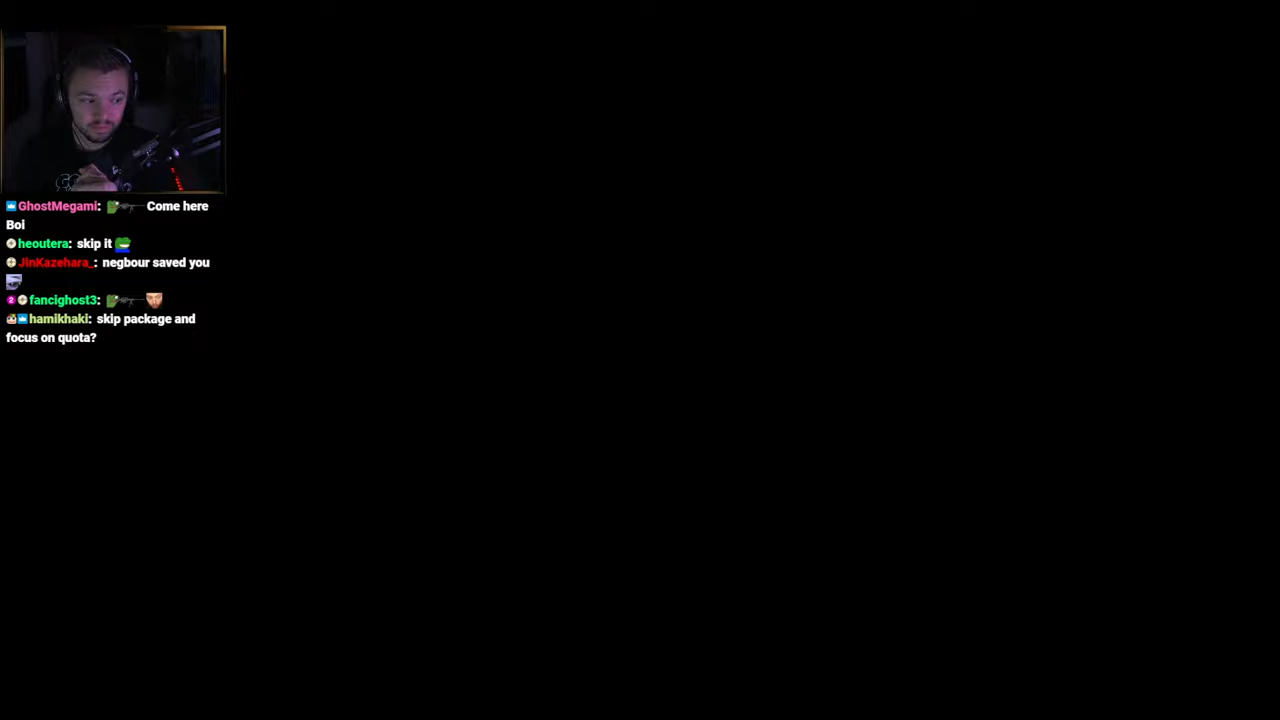 GhostMegami: Come here
Boi
heoutera: skip it
JinKazehara_: negbour saved you
2 fancighost3:
hamikhaki: skip package and
focus on quota?